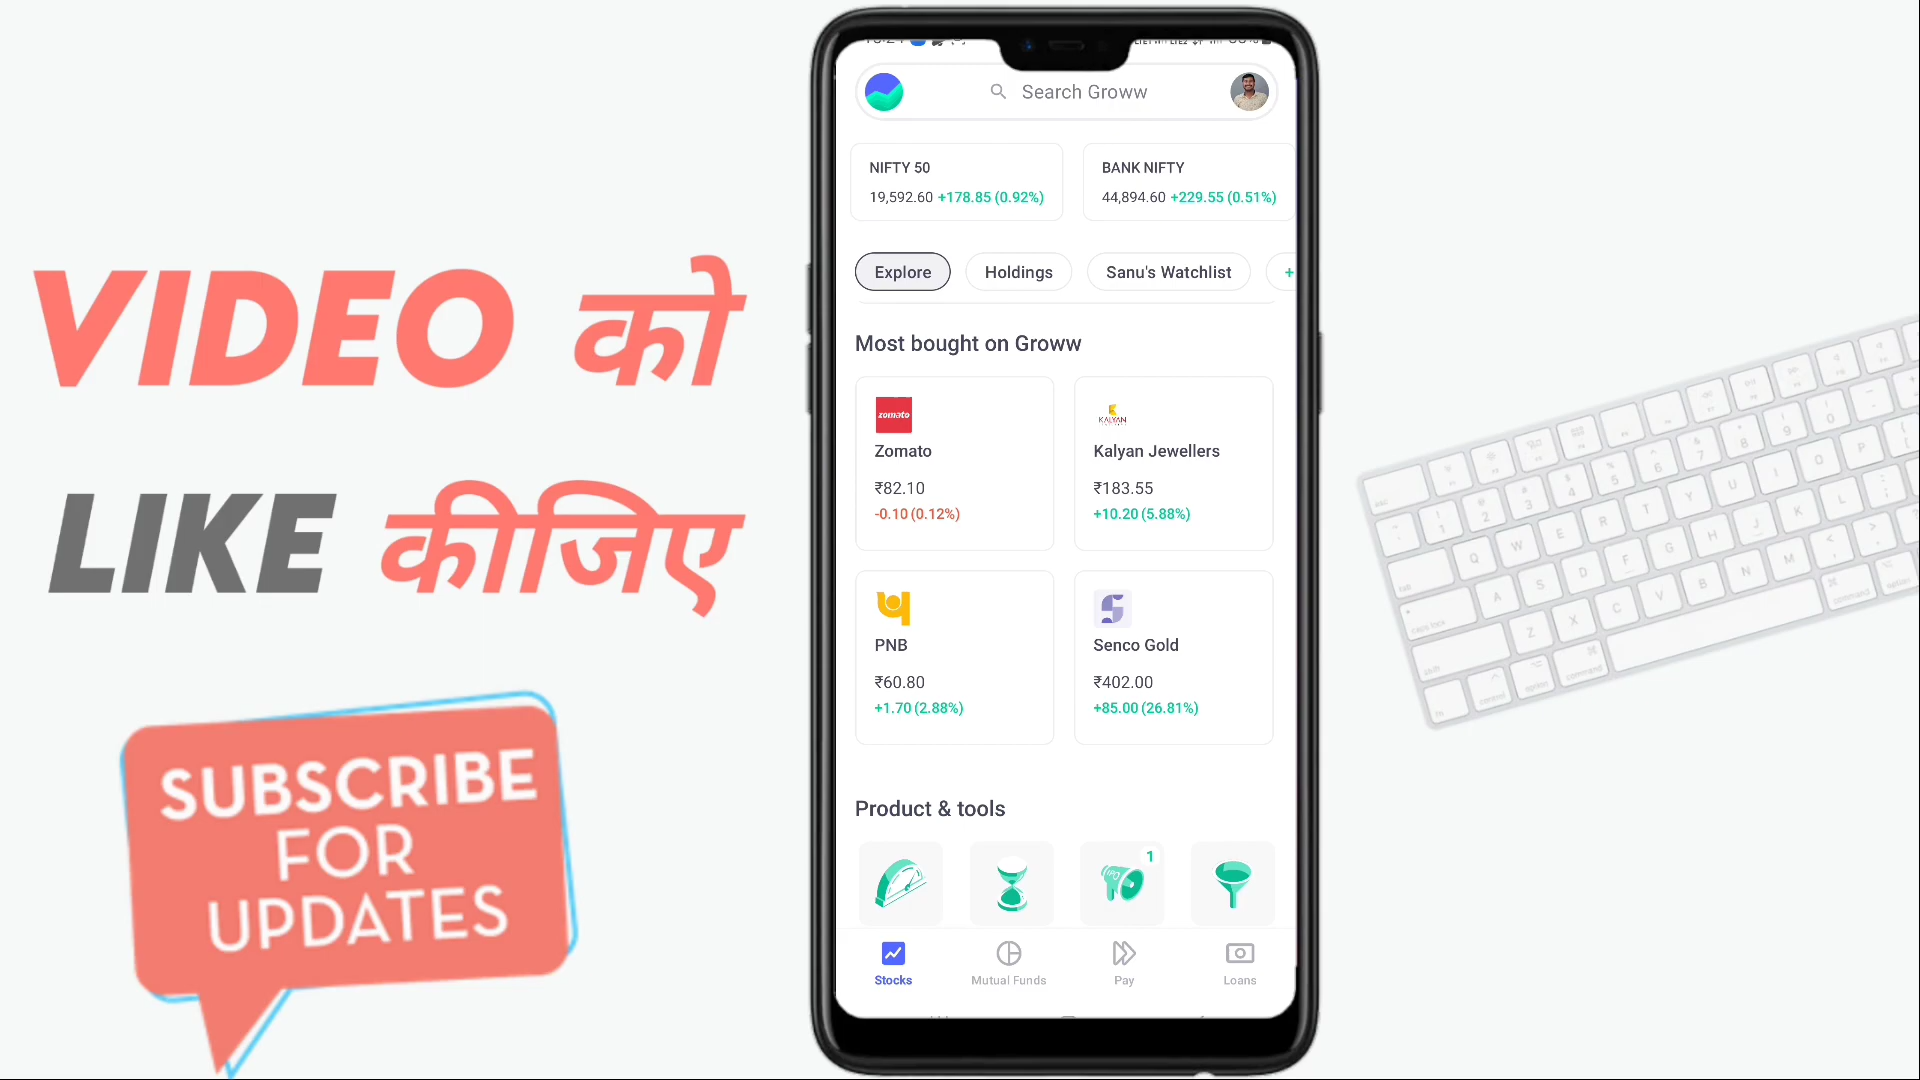 VIDEO को
LIKE कीजिए
SUBSCRIBE
FOR
UPDATES
Search Groww
NIFTY 50
19,592.60 +178.85 (0.92%)
BANK NIFTY
44,894.60 +229.55 (0.51%)
Explore
Holdings
Sanu's Watchlist
+
Most bought on Groww
zomato
Zomato
₹82.10
-0.10 (0.12%)
KALYAN
Kalyan Jewellers
₹183.55
+10.20 (5.88%)
PNB
₹60.80
+1.70 (2.88%)
Senco Gold
₹402.00
+85.00 (26.81%)
Product & tools
IPO
1
Stocks
Mutual Funds
Pay
Loans